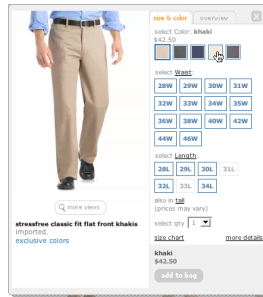 size & color
overview
select Color: khaki
$42.50
select Waist:
28W 29W 30W 31W
32W 33W 34W 35W
36W 38W 40W 42W
44W 46W
select Length:
28L 29L 30L 31L
32L 33L 34L
also in tall
(prices may vary)
select qty 1
size chart more details
khaki
$42.50
add to bag
more views
stressfree classic fit flat front khakis
imported.
exclusive colors